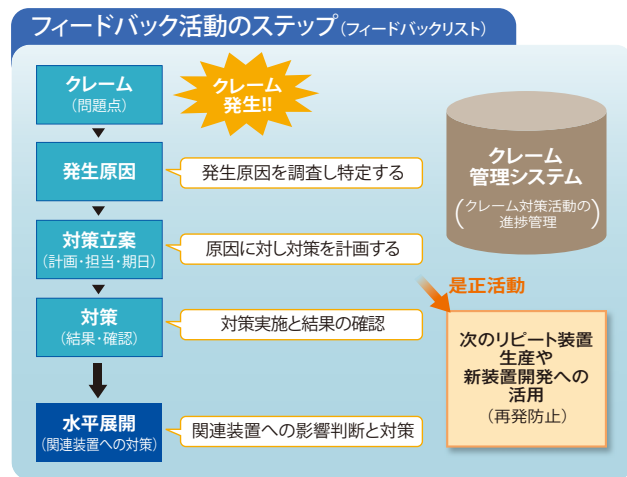 フィードバック活動のステップ(フィードバックリスト)
クレーム
(問題点)
クレーム
発生!!
発生原因
発生原因を調査し特定する
対策立案
(計画・担当・期日)
原因に対し対策を計画する
対策
(結果・確認)
対策実施と結果の確認
水平展開
(関連装置への対策)
関連装置への影響判断と対策
クレーム
管理システム
(クレーム対策活動の
進捗管理)
是正活動
次のリピート装置
生産や
新装置開発への
活用
(再発防止)